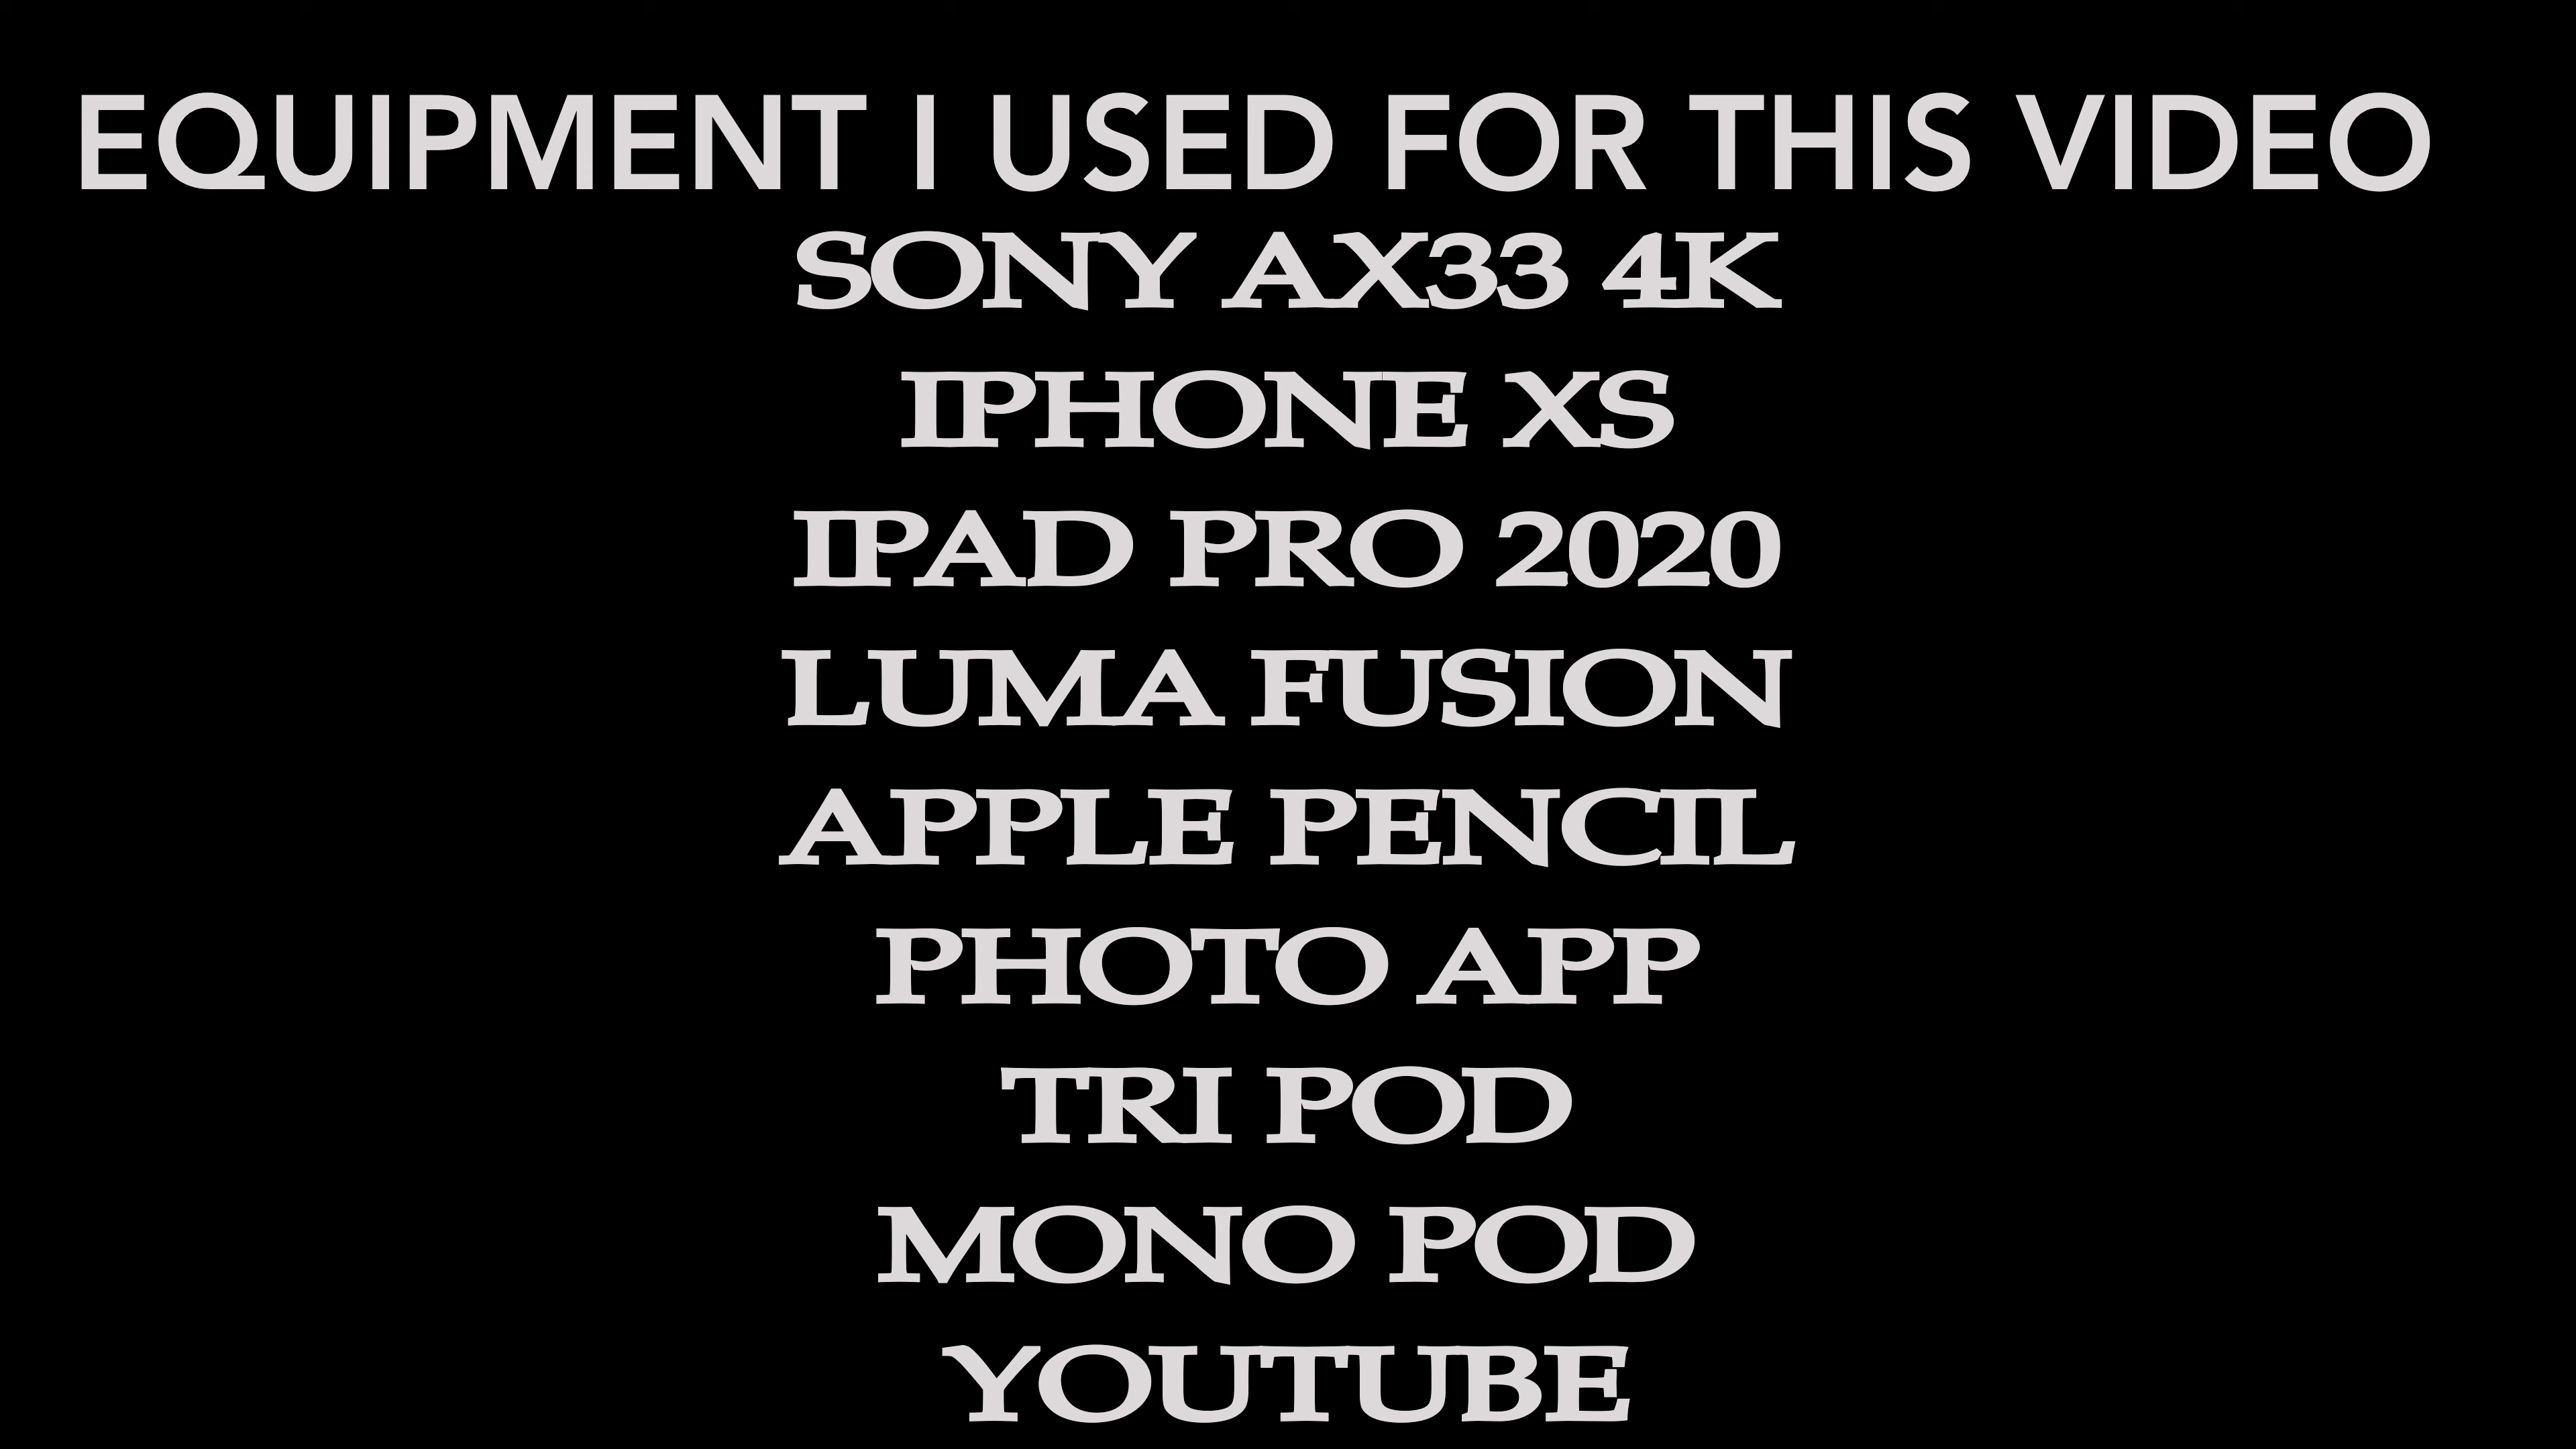 EQUIPMENT I USED FOR THIS VIDEO
SONY AX33 4K
IPHONE XS
IPAD PRO 2020
LUMA FUSION
APPLE PENCIL
PHOTO APP
TRI POD
MONO POD
YOUTUBE